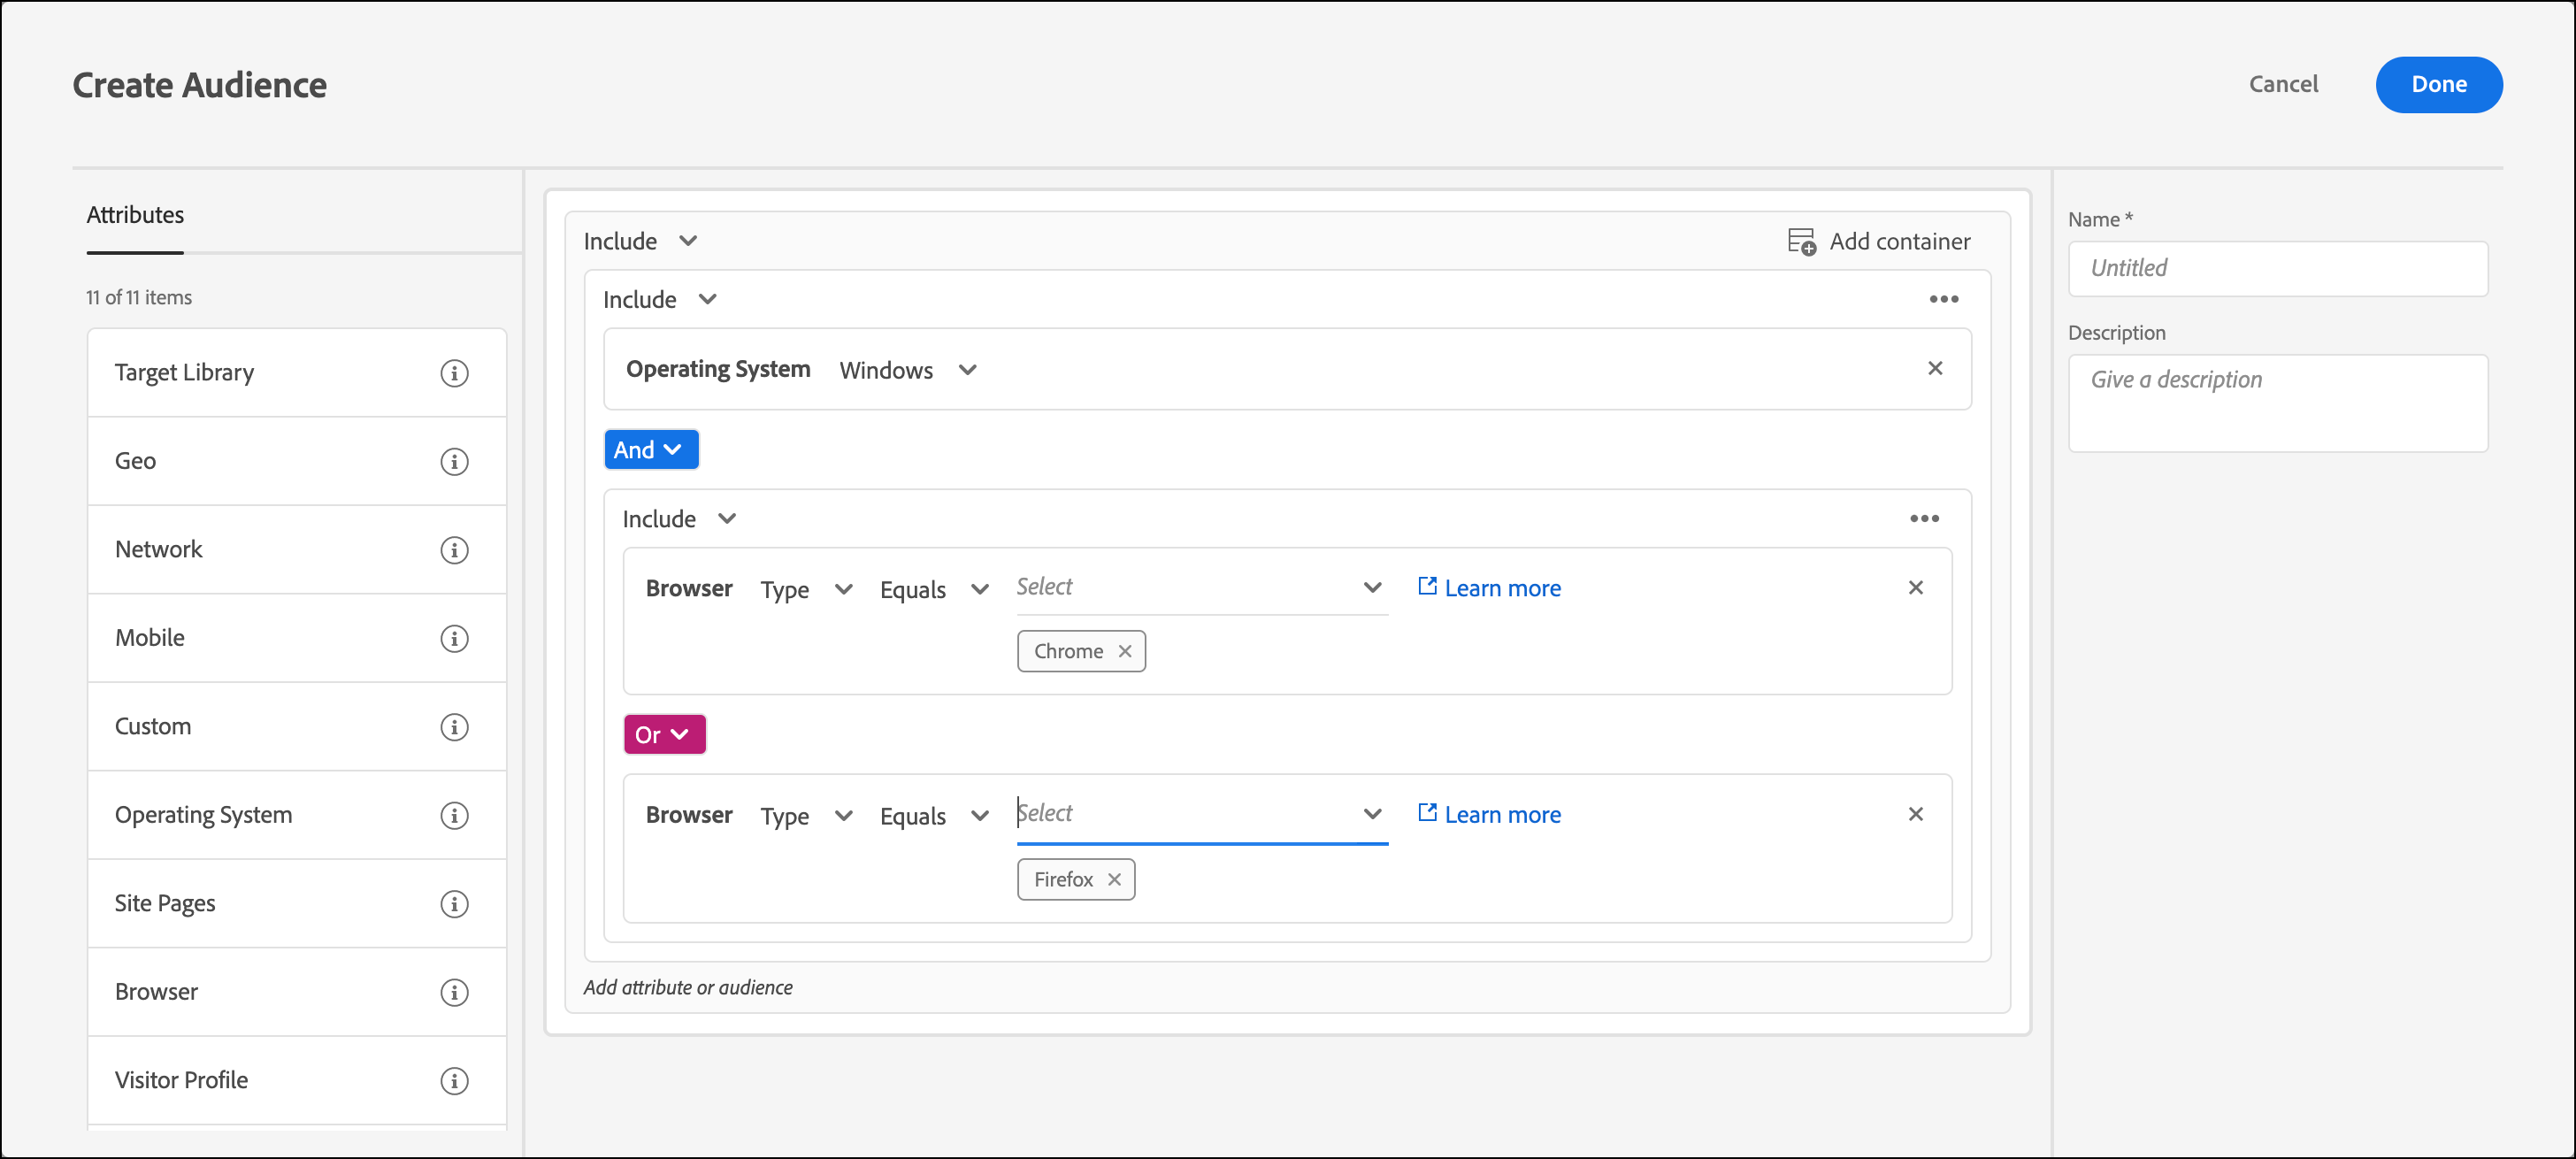 Create Audience
Cancel
Done
Attributes
11 of 11 items
Target Library
Geo
Network
Mobile
Custom
Operating System
Site Pages
Browser
Visitor Profile
Include
Add container
Include
Operating System Windows
And
Include
Browser Type Equals Select Learn more
Chrome
Or
Browser Type Equals Select Learn more
Firefox
Add attribute or audience
Name *
Untitled
Description
Give a description